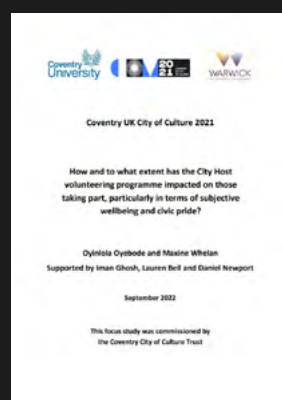 Coventry
University
20
21
WARWICK
Coventry UK City of Culture 2021
How and to what extent has the City Host
volunteering programme impacted on those
taking part, particularly in terms of subjective
wellbeing and civic pride?
Oyinlola Oyebode and Maxine Whelan
Supported by Iman Ghosh, Lauren Bell and Daniel Newport
September 2022
This focus study was commissioned by
the Coventry City of Culture Trust